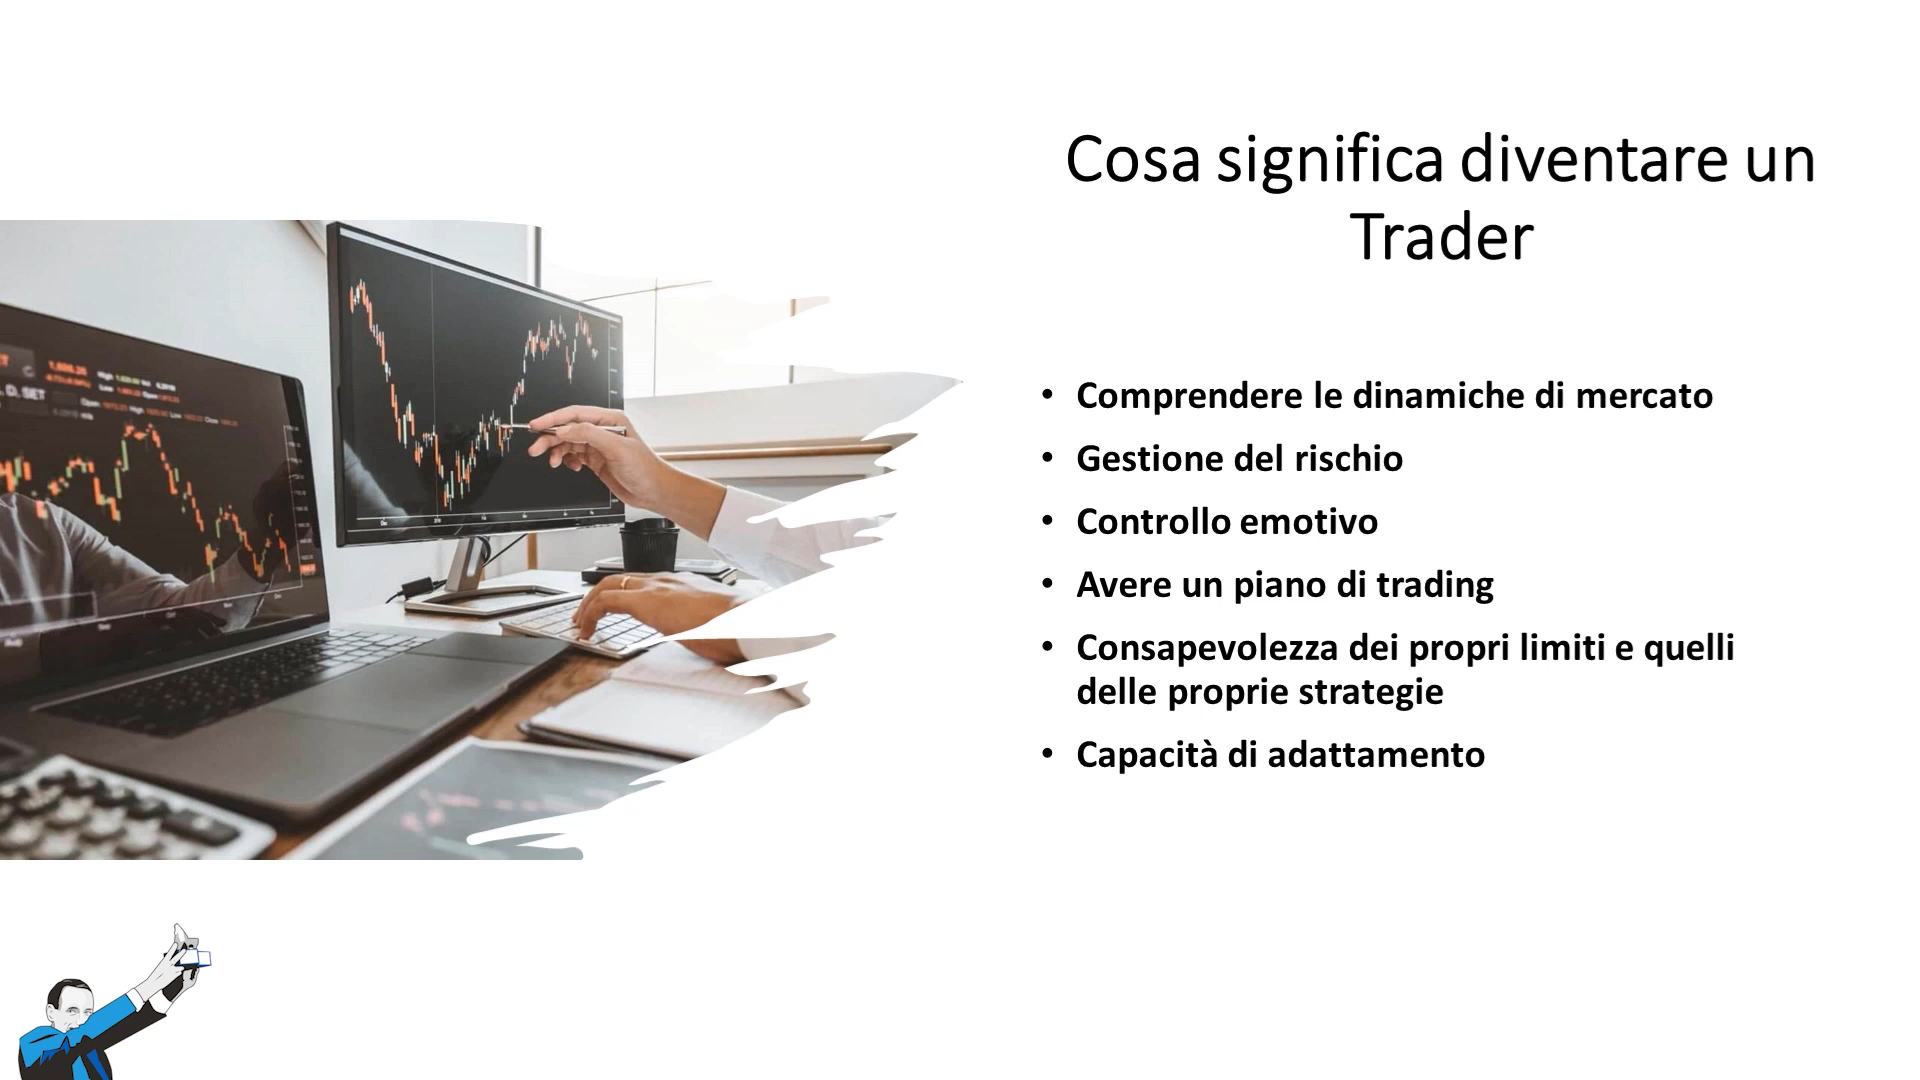 Cosa significa diventare un
Trader
• Comprendere le dinamiche di mercato
• Gestione del rischio
• Controllo emotivo
• Avere un piano di trading
• Consapevolezza dei propri limiti e quelli
delle proprie strategie
• Capacità di adattamento